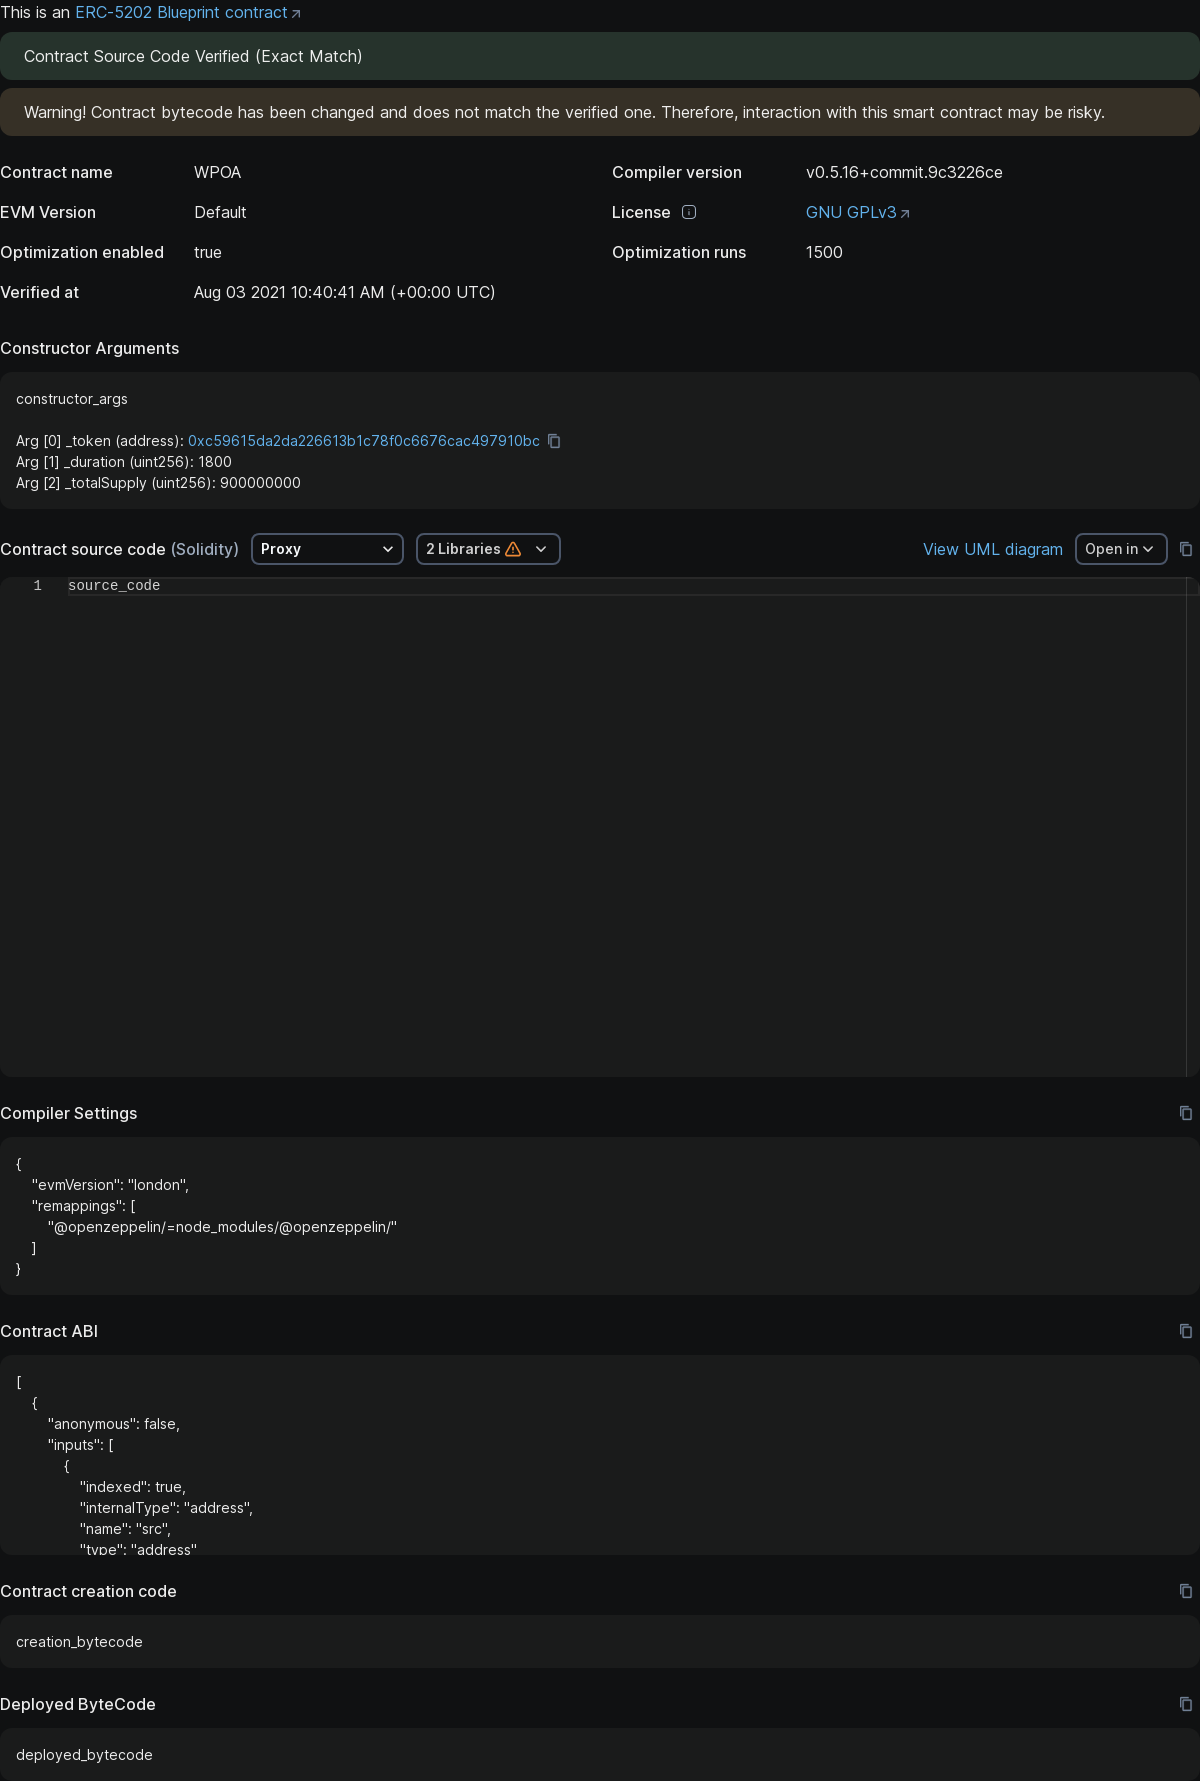 This is an ERC-5202 Blueprint contract
Contract Source Code Verified (Exact Match)
Warning! Contract bytecode has been changed and does not match the verified one. Therefore, interaction with this smart contract may be risky.
Contract name WPOA Compiler version v0.5.16+commit.9c3226ce
EVM Version Default License GNU GPLv3
Optimization enabled true Optimization runs 1500
Verified at Aug 03 2021 10:40:41 AM (+00:00 UTC)
Constructor Arguments
constructor_args
Arg [0] _token (address): 0xc59615da2da226613b1c78f0c6676cac497910bc
Arg [1] _duration (uint256): 1800
Arg [2] _totalSupply (uint256): 900000000
Contract source code (Solidity) Proxy 2 Libraries View UML diagram Open in
1 source_code
Compiler Settings
{
    "evmVersion": "london",
    "remappings": [
        "@openzeppelin/=node_modules/@openzeppelin/"
    ]
}
Contract ABI
[
    {
        "anonymous": false,
        "inputs": [
            {
                "indexed": true,
                "internalType": "address",
                "name": "src",
                "type": "address"
Contract creation code
creation_bytecode
Deployed ByteCode
deployed_bytecode